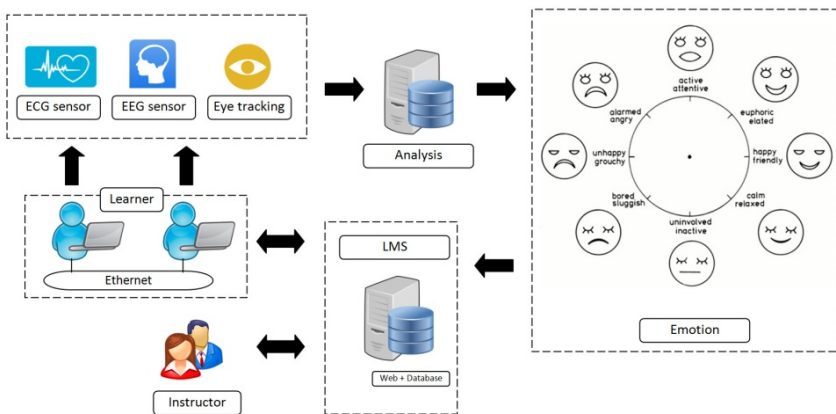 ECG sensor
EEG sensor
Eye tracking
Analysis
active
attentive
euphoric
elated
happy
friendly
calm
relaxed
uninvolved
inactive
bored
sluggish
unhappy
grouchy
alarmed
angry
Emotion
Learner
Ethernet
LMS
Web + Database
Instructor